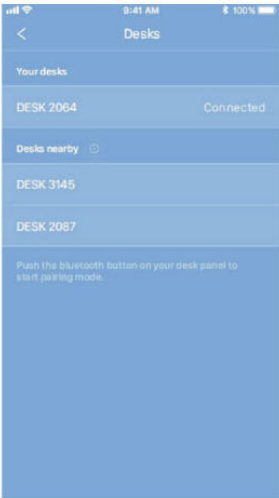 9:41 AM
100%
Desks
Your desks
DESK 2064 Connected
Desks nearby
DESK 3145
DESK 2087
Push the bluetooth button on your desk panel to
start pairing mode.